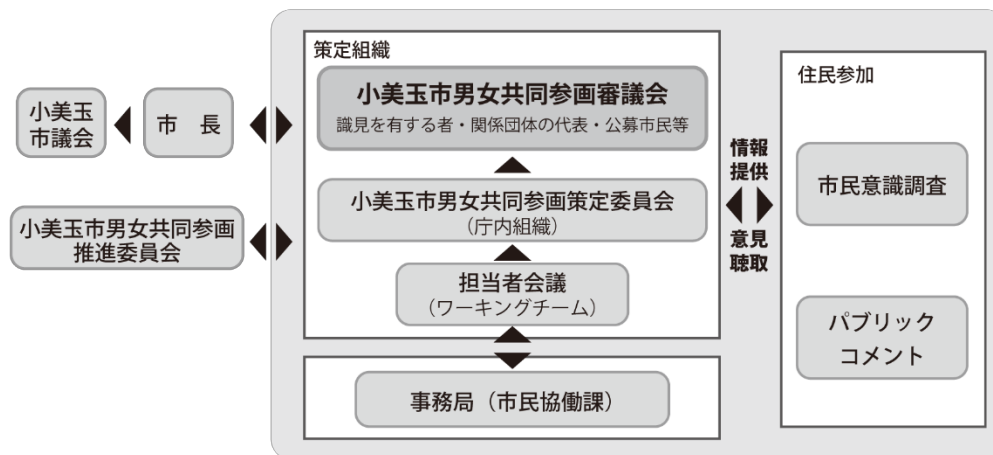 策定組織
小美玉市男女共同参画審議会
識見を有する者・関係団体の代表・公募市民等
小美玉
市議会
市　長
小美玉市男女共同参画策定委員会
(庁内組織)
小美玉市男女共同参画
推進委員会
担当者会議
(ワーキングチーム)
事務局(市民協働課)
情報
提供
意見
聴取
住民参加
市民意識調査
パブリック
コメント